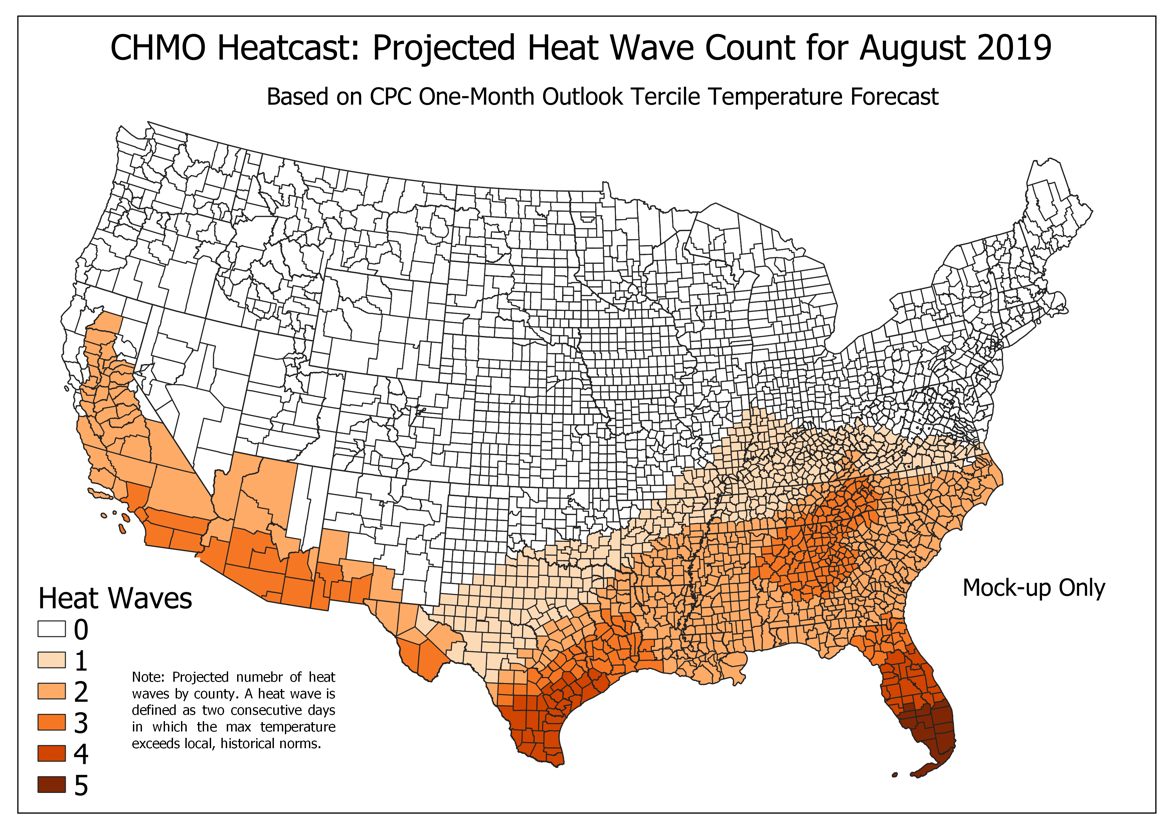 CHMO Heatcast: Projected Heat Wave Count for August 2019
Based on CPC One-Month Outlook Tercile Temperature Forecast
Mock-up Only
Heat Waves
0
1
2
3
4
5
Note: Projected numebr of heat
waves by county. A heat wave is
defined as two consecutive days
in which the max temperature
exceeds local, historical norms.